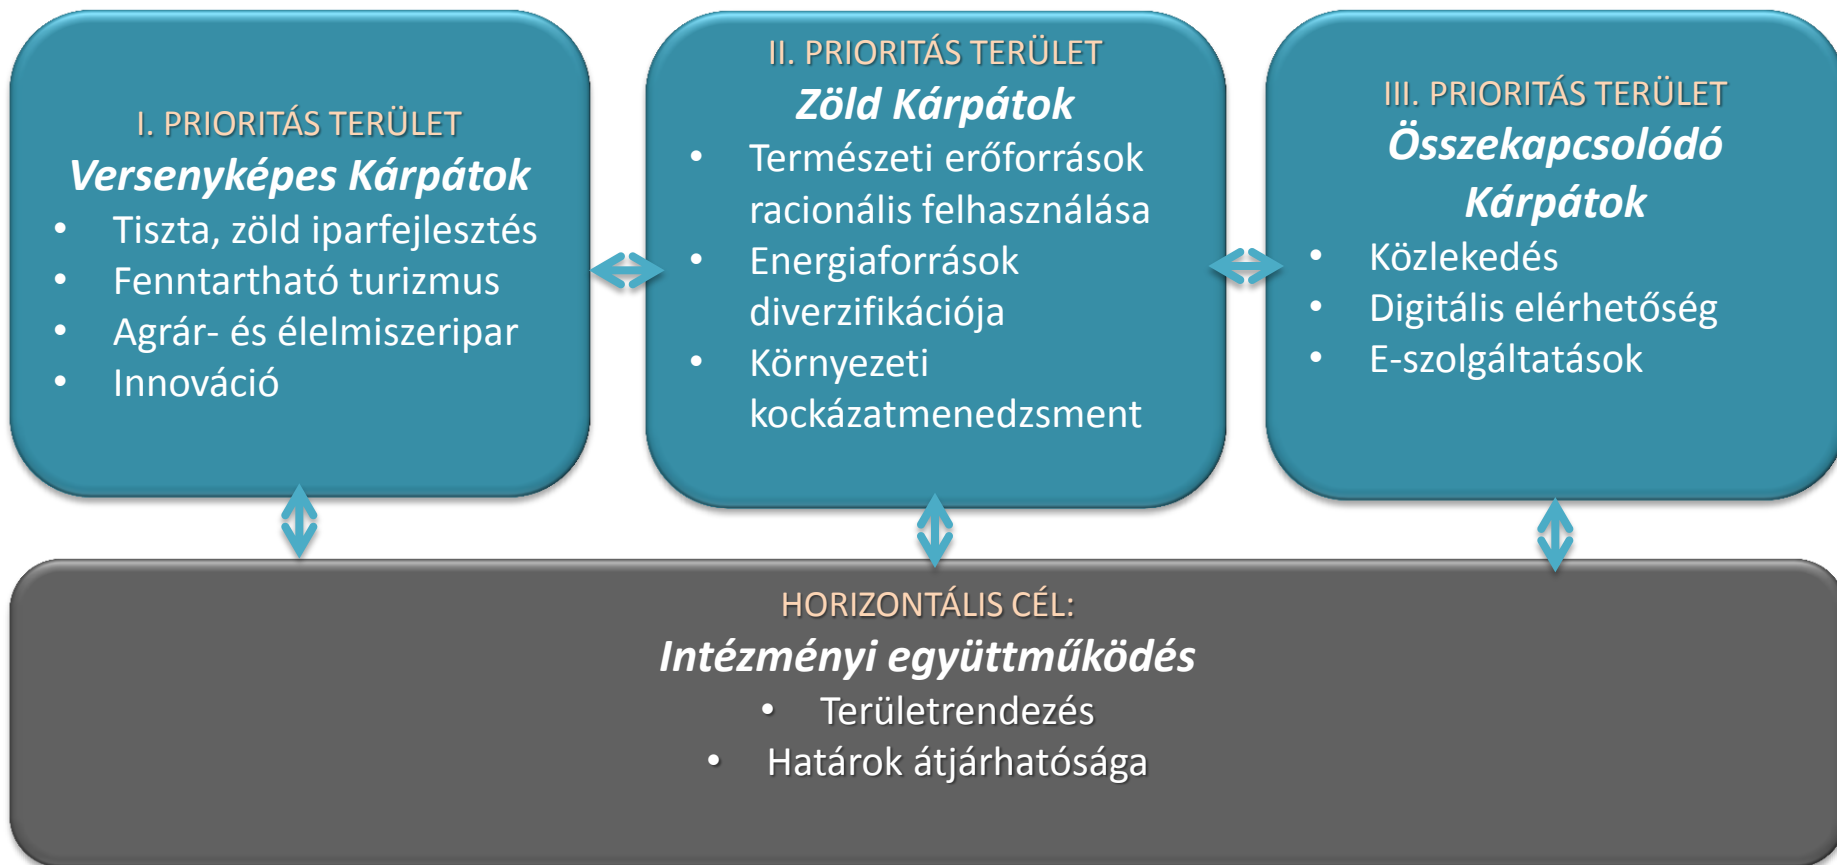 I. PRIORITÁS TERÜLET
Versenyképes Kárpátok
• Tiszta, zöld iparfejlesztés
• Fenntartható turizmus
• Agrár- és élelmiszeripar
• Innováció
II. PRIORITÁS TERÜLET
Zöld Kárpátok
• Természeti erőforrások
racionális felhasználása
• Energiaforrások
diverzifikációja
• Környezeti
kockázatmenedzsment
III. PRIORITÁS TERÜLET
Összekapcsolódó
Kárpátok
• Közlekedés
• Digitális elérhetőség
• E-szolgáltatások
HORIZONTÁLIS CÉL:
Intézményi együttműködés
• Területrendezés
• Határok átjárhatósága